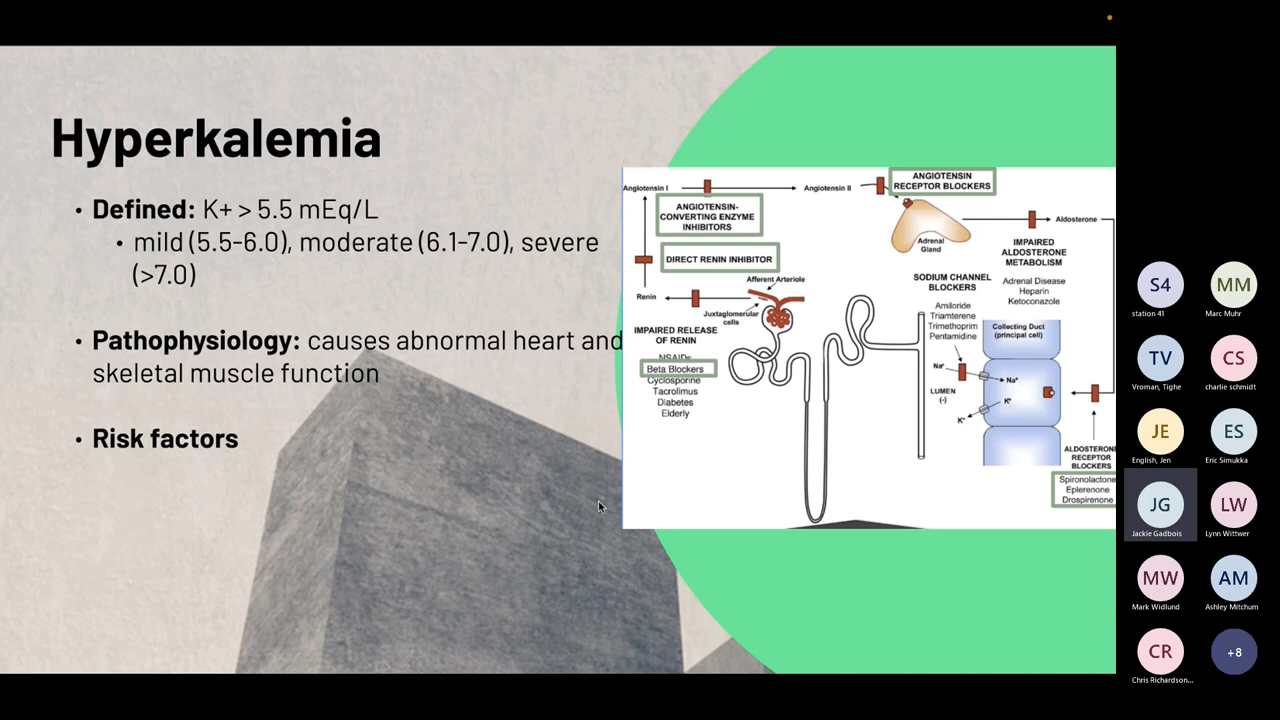 Hyperkalemia
• Defined: K+ > 5.5 mEq/L
• mild (5.5-6.0), moderate (6.1-7.0), severe
(>7.0)
• Pathophysiology: causes abnormal heart and
skeletal muscle function
• Risk factors
Angiotensin I
Angiotensin II
ANGIOTENSIN
RECEPTOR BLOCKERS
ANGIOTENSIN-
CONVERTING ENZYME
INHIBITORS
Adrenal
Gland
Aldosterone
DIRECT RENIN INHIBITOR
IMPAIRED
ALDOSTERONE
METABOLISM
Adrenal Disease
Heparin
Ketoconazole
Afferent Arteriole
Renin
Juxtaglomerular
cells
IMPAIRED RELEASE
OF RENIN
NSAIDs
Beta Blockers
Cyclosporine
Tacrolimus
Diabetes
Elderly
SODIUM CHANNEL
BLOCKERS
Amiloride
Triamterene
Trimethoprim
Pentamidine
Collecting Duct
(principal cell)
Na+
Na+
LUMEN
(-)
K+
K+
ALDOSTERONE
RECEPTOR
BLOCKERS
Spironolactone
Eplerenone
Drospirenone
S4
station 41
MM
Marc Muhr
TV
Vroman, Tighe
CS
charlie schmidt
JE
English, Jen
ES
Eric Simukka
JG
Jackie Gadbois
LW
Lynn Wittwer
MW
Mark Widlund
AM
Ashley Mitchum
CR
Chris Richardson...
+8